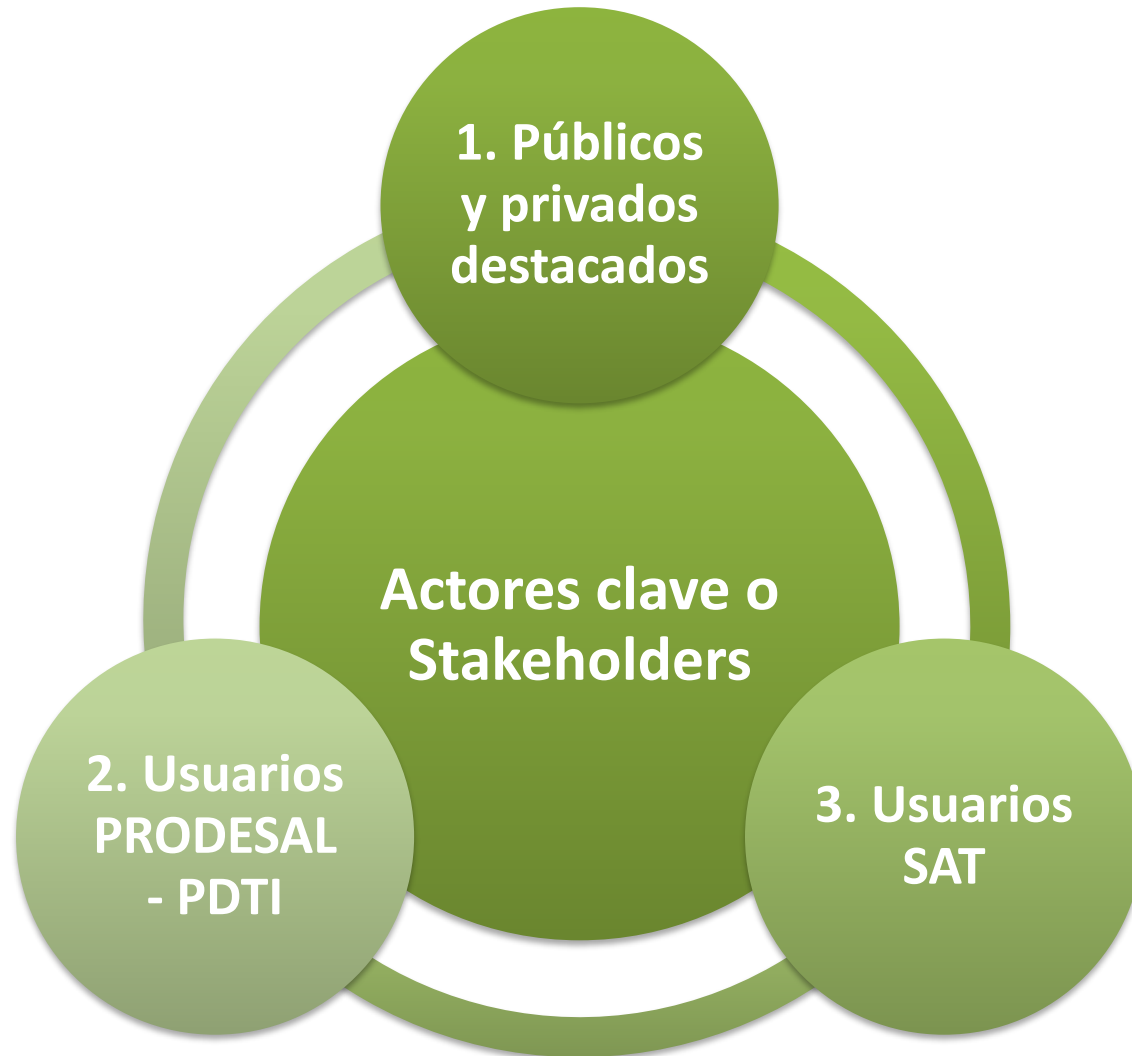 1. Públicos
y privados
destacados
Actores clave o
Stakeholders
2. Usuarios
PRODESAL
- PDTI
3. Usuarios
SAT